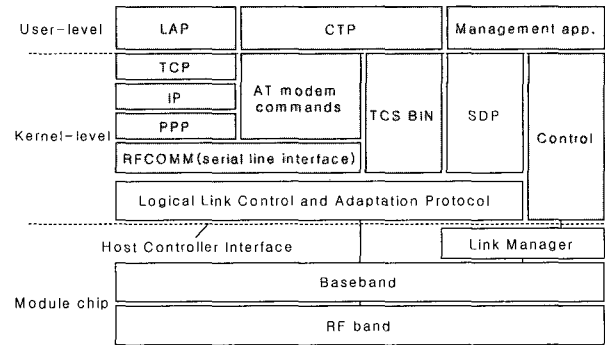 User-level
LAP
CTP
Management app.
Kernel-level
TCP
IP
PPP
AT modem
commands
TCS BIN
SDP
Control
RFCOMM(serial line interface)
Logical Link Control and Adaptation Protocol
Host Controller Interface
Link Manager
Module chip
Baseband
RF band